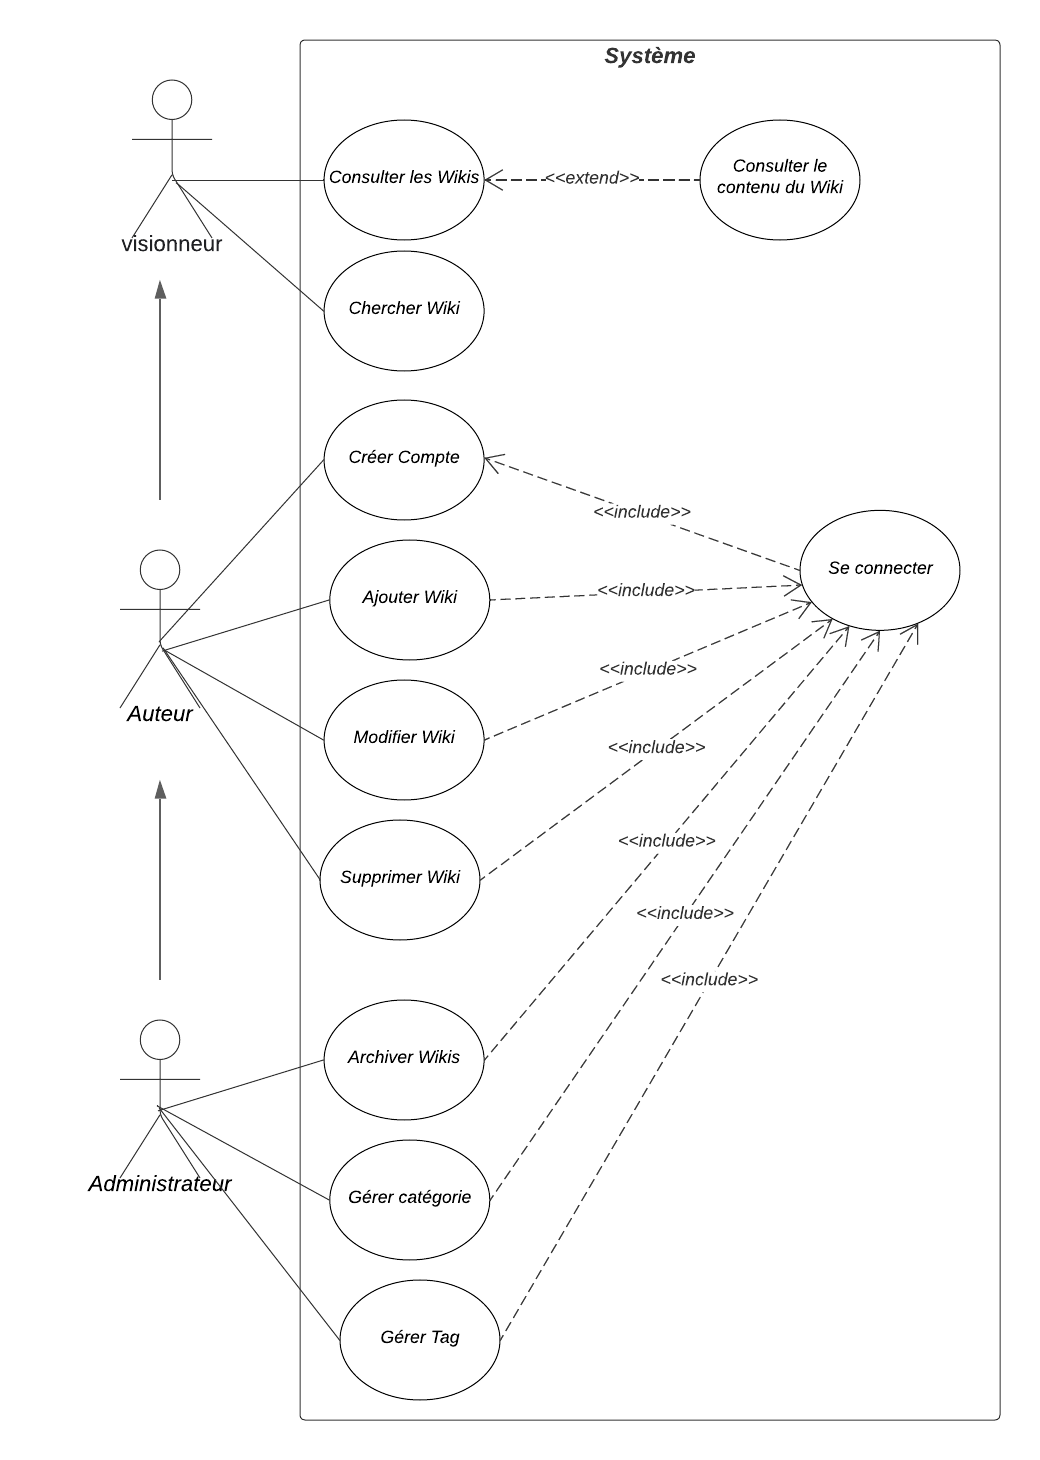 Système
Consulter les Wikis
<<extend>>
Consulter le
contenu du Wiki
visionneur
Chercher Wiki
Créer Compte
<<include>>
Se connecter
Ajouter Wiki
<<include>>
<<include>>
Auteur
Modifier Wiki
<<include>>
Supprimer Wiki
<<include>>
<<include>>
<<include>>
Archiver Wikis
Administrateur
Gérer catégorie
Gérer Tag